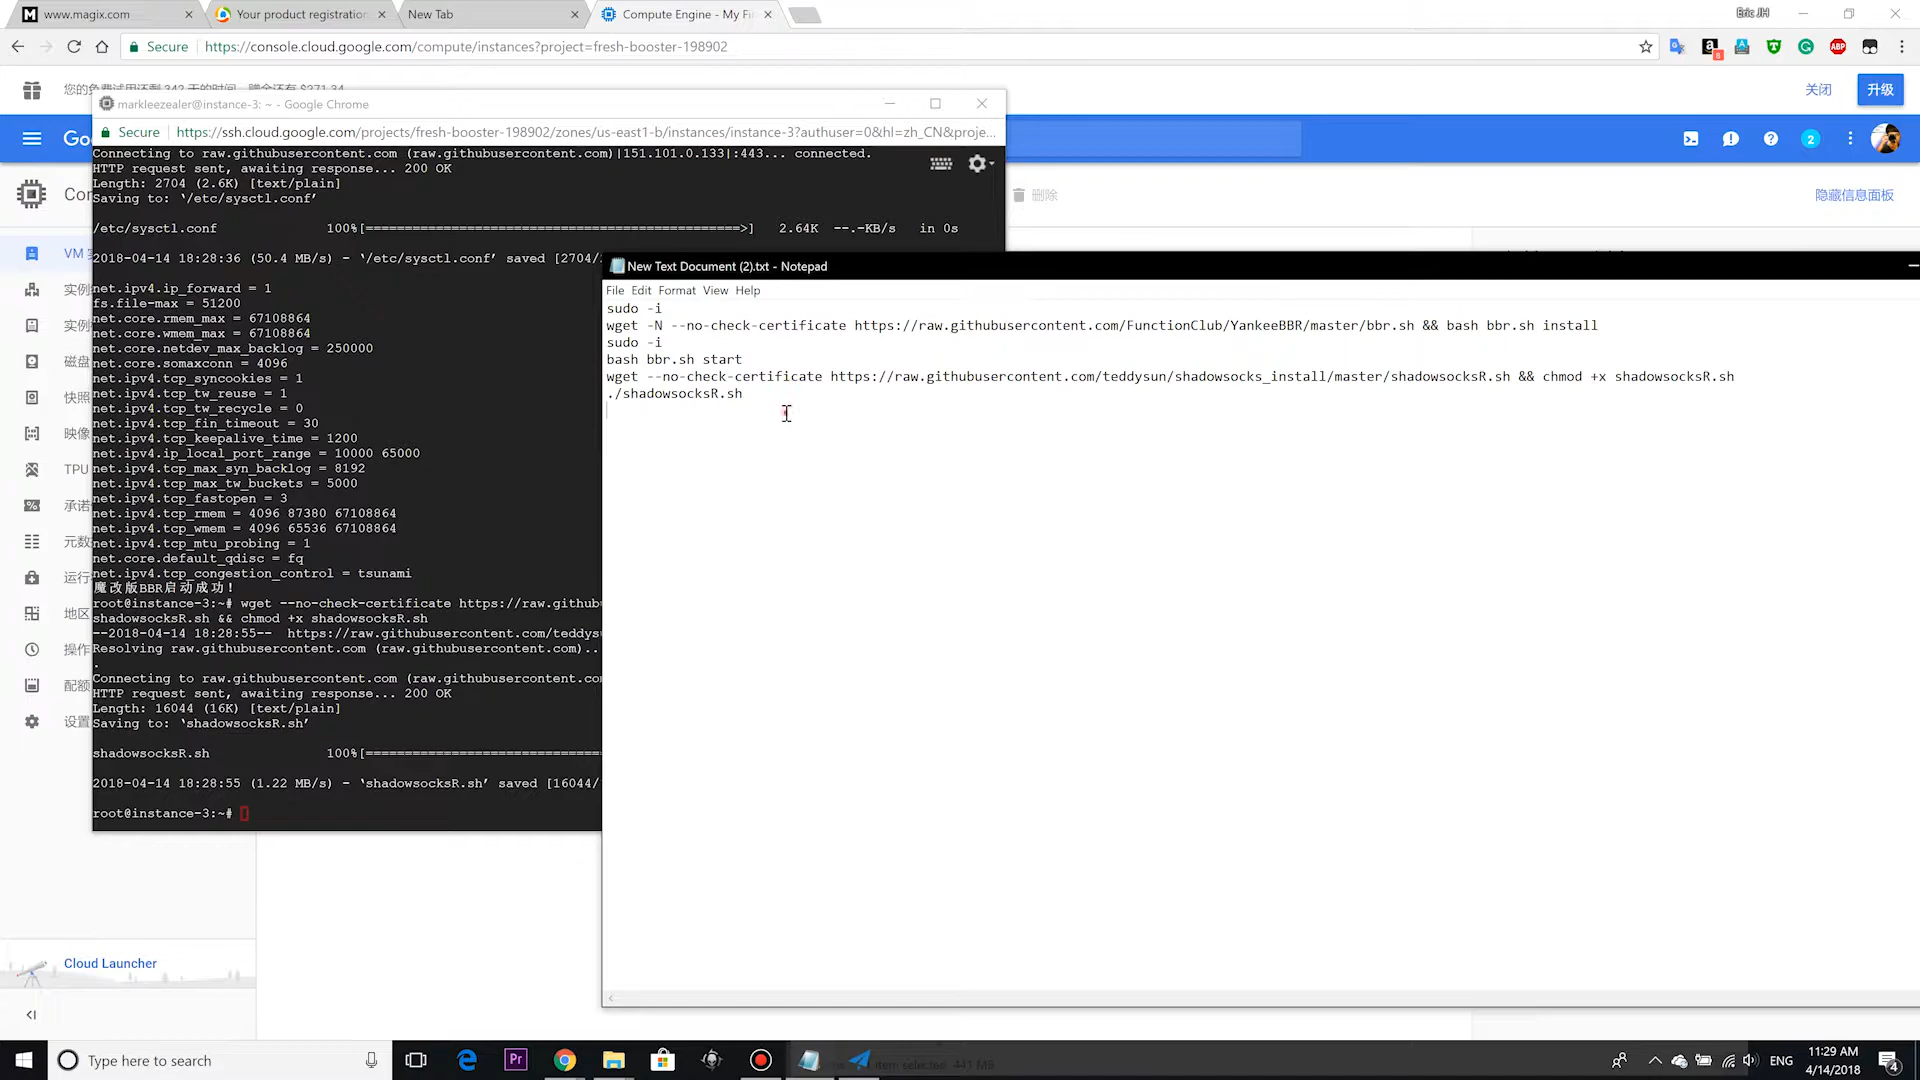 www.magix.com
Your product registration
New Tab
Compute Engine - My Fi
Eric JH
Secure
https://console.cloud.google.com/compute/instances?project=fresh-booster-198902
关闭
升级
markleezealer@instance-3: ~ - Google Chrome
Secure
https://ssh.cloud.google.com/projects/fresh-booster-198902/zones/us-east1-b/instances/instance-3?authuser=0&hl=zh_CN&proje...
Go
2
Com
删除
隐藏信息面板
Connecting to raw.githubusercontent.com (raw.githubusercontent.com)|151.101.0.133|:443... connected.
HTTP request sent, awaiting response... 200 OK
Length: 2704 (2.6K) [text/plain]
Saving to: ‘/etc/sysctl.conf’
/etc/sysctl.conf 100%[===========================================>] 2.64K --.-KB/s in 0s
2018-04-14 18:28:36 (50.4 MB/s) - ‘/etc/sysctl.conf’ saved [2704/
net.ipv4.ip_forward = 1
fs.file-max = 51200
net.core.rmem_max = 67108864
net.core.wmem_max = 67108864
net.core.netdev_max_backlog = 250000
net.core.somaxconn = 4096
net.ipv4.tcp_syncookies = 1
net.ipv4.tcp_tw_reuse = 1
net.ipv4.tcp_tw_recycle = 0
net.ipv4.tcp_fin_timeout = 30
net.ipv4.tcp_keepalive_time = 1200
net.ipv4.ip_local_port_range = 10000 65000
net.ipv4.tcp_max_syn_backlog = 8192
net.ipv4.tcp_max_tw_buckets = 5000
net.ipv4.tcp_fastopen = 3
net.ipv4.tcp_rmem = 4096 87380 67108864
net.ipv4.tcp_wmem = 4096 65536 67108864
net.ipv4.tcp_mtu_probing = 1
net.core.default_qdisc = fq
net.ipv4.tcp_congestion_control = tsunami
魔改版BBR启动成功！
root@instance-3:~# wget --no-check-certificate https://raw.github
shadowsocksR.sh && chmod +x shadowsocksR.sh
--2018-04-14 18:28:55-- https://raw.githubusercontent.com/teddysu
Resolving raw.githubusercontent.com (raw.githubusercontent.com)..
.
Connecting to raw.githubusercontent.com (raw.githubusercontent.co
HTTP request sent, awaiting response... 200 OK
Length: 16044 (16K) [text/plain]
Saving to: ‘shadowsocksR.sh’
shadowsocksR.sh 100%[==============================
2018-04-14 18:28:55 (1.22 MB/s) - ‘shadowsocksR.sh’ saved [16044/
root@instance-3:~#
VM 实
实例
实例
磁盘
快照
映像
TPU
承诺
元数
运行
地区
操作
配额
设置
Cloud Launcher
New Text Document (2).txt - Notepad
File Edit Format View Help
sudo -i
wget -N --no-check-certificate https://raw.githubusercontent.com/FunctionClub/YankeeBBR/master/bbr.sh && bash bbr.sh install
sudo -i
bash bbr.sh start
wget --no-check-certificate https://raw.githubusercontent.com/teddysun/shadowsocks_install/master/shadowsocksR.sh && chmod +x shadowsocksR.sh
./shadowsocksR.sh
Type here to search
item selected 441 MB
ENG
11:29 AM
4/14/2018
4